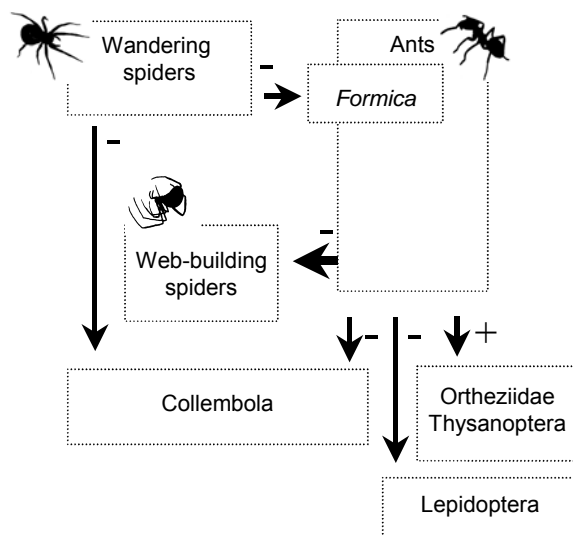 Wandering
spiders
-
Ants
Formica
-
-
Web-building
spiders
-
-
+
Collembola
Ortheziidae
Thysanoptera
Lepidoptera